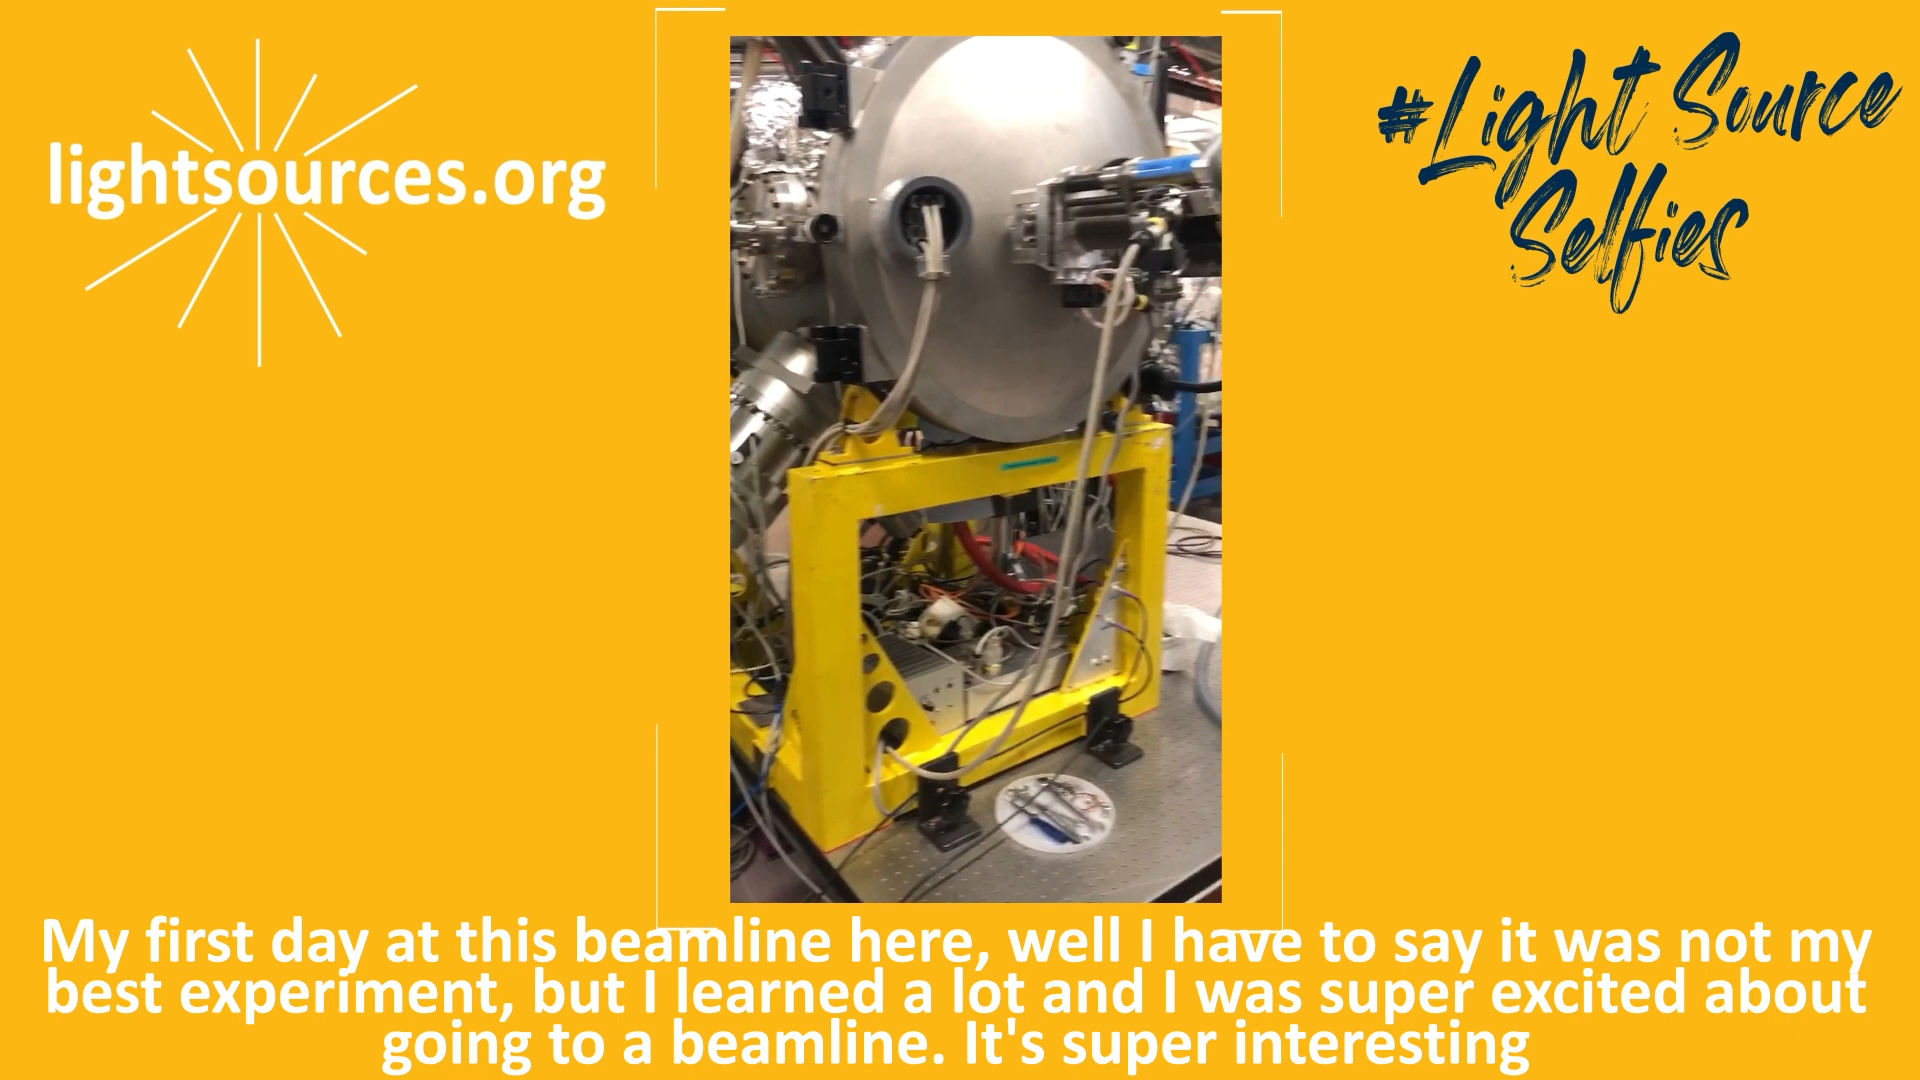 lightsources.org
#Light Source
Selfies
My first day at this beamline here, well I have to say it was not my
best experiment, but I learned a lot and I was super excited about
going to a beamline. It's super interesting